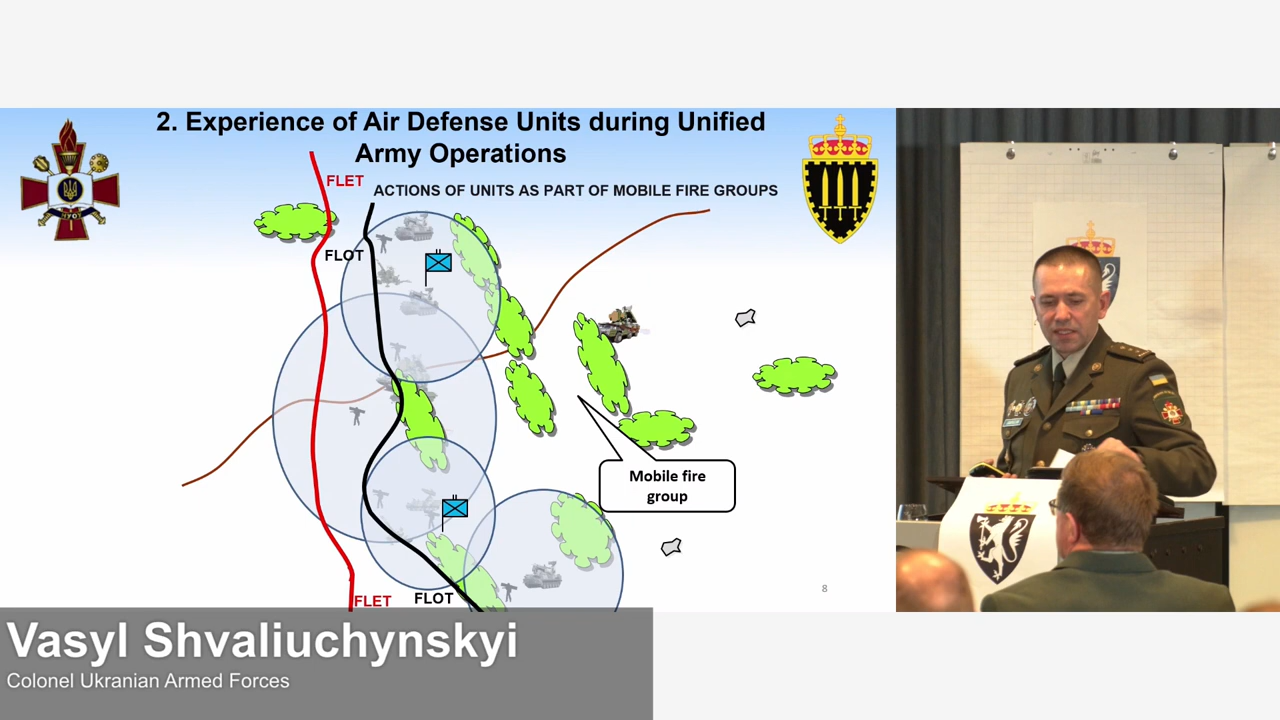 2. Experience of Air Defense Units during Unified
Army Operations
FLET
ACTIONS OF UNITS AS PART OF MOBILE FIRE GROUPS
FLOT
Mobile fire
group
8
FLET
FLOT
Vasyl Shvaliuchynskyi
Colonel Ukranian Armed Forces